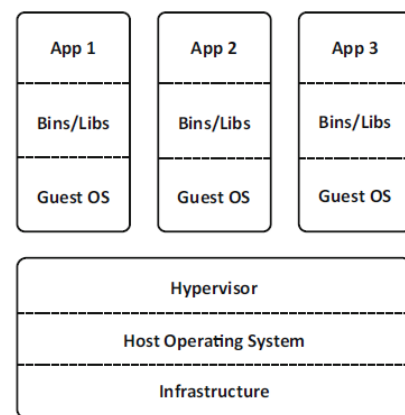 App 1
App 2
App 3
Bins/Libs
Bins/Libs
Bins/Libs
Guest OS
Guest OS
Guest OS
Hypervisor
Host Operating System
Infrastructure